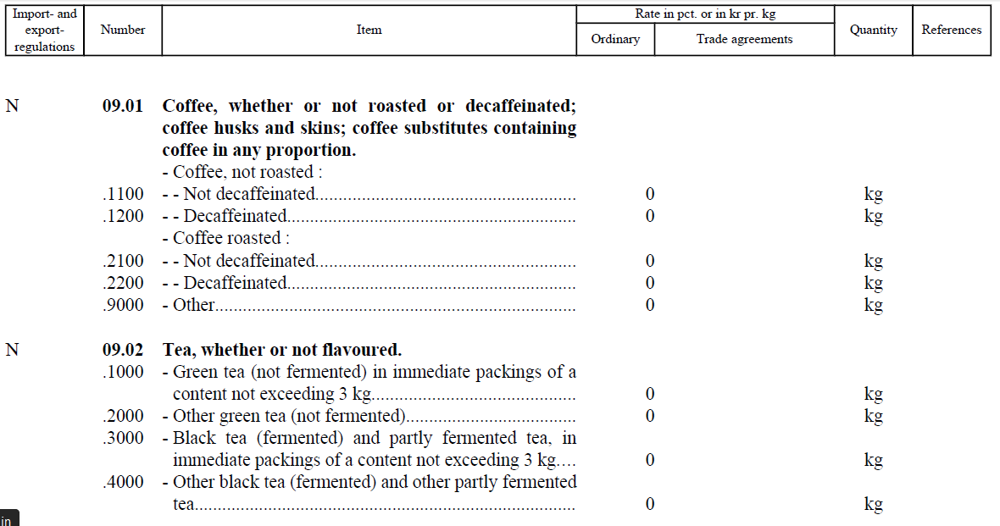 Import- and
export-
regulations
Number
Item
Rate in pct. or in kr pr. kg
Ordinary
Trade agreements
Quantity
References
N 09.01 Coffee, whether or not roasted or decaffeinated;
coffee husks and skins; coffee substitutes containing
coffee in any proportion.
- Coffee, not roasted :
.1100 - - Not decaffeinated.......................................................... 0 kg
.1200 - - Decaffeinated................................................................ 0 kg
- Coffee roasted :
.2100 - - Not decaffeinated.......................................................... 0 kg
.2200 - - Decaffeinated................................................................ 0 kg
.9000 - Other................................................................................ 0 kg
N 09.02 Tea, whether or not flavoured.
.1000 - Green tea (not fermented) in immediate packings of a
content not exceeding 3 kg............................................. 0 kg
.2000 - Other green tea (not fermented)...................................... 0 kg
.3000 - Black tea (fermented) and partly fermented tea, in
immediate packings of a content not exceeding 3 kg.... 0 kg
.4000 - Other black tea (fermented) and other partly fermented
tea.................................................................................... 0 kg
in